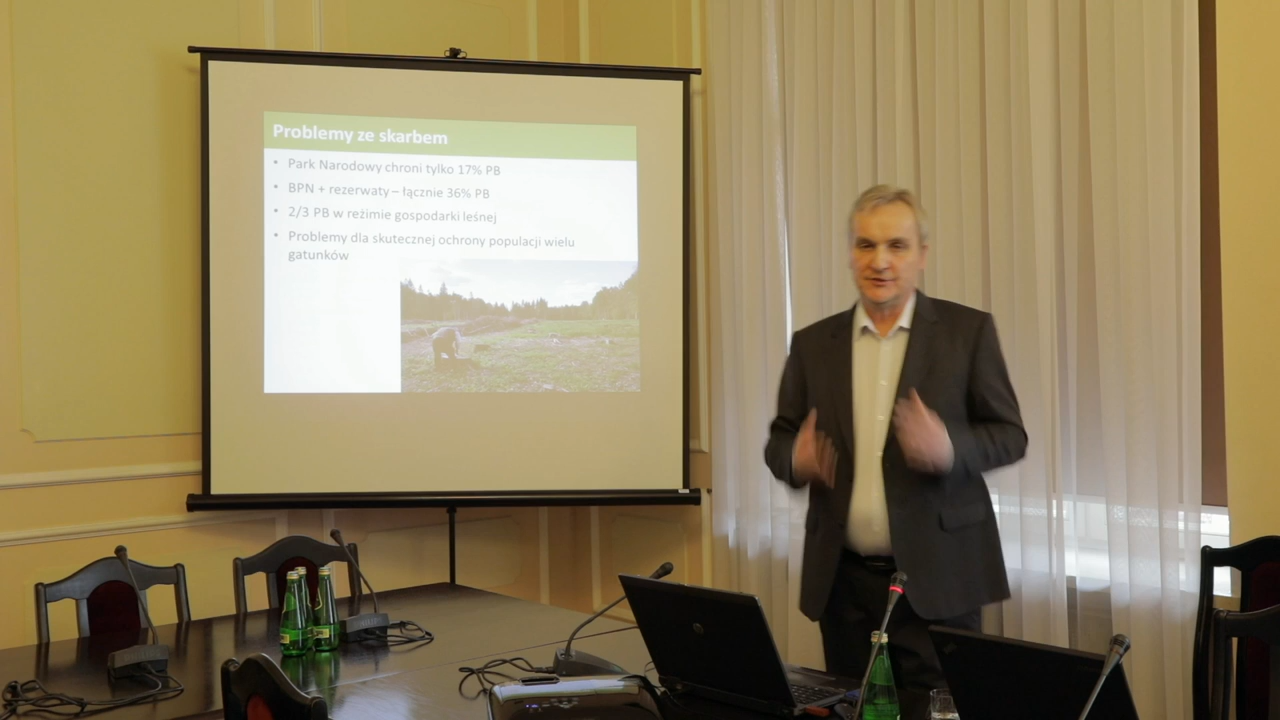 Problemy ze skarbem
• Park Narodowy chroni tylko 17% PB
• BPN + rezerwaty – łącznie 36% PB
• 2/3 PB w reżimie gospodarki leśnej
• Problemy dla skutecznej ochrony populacji wielu
gatunków